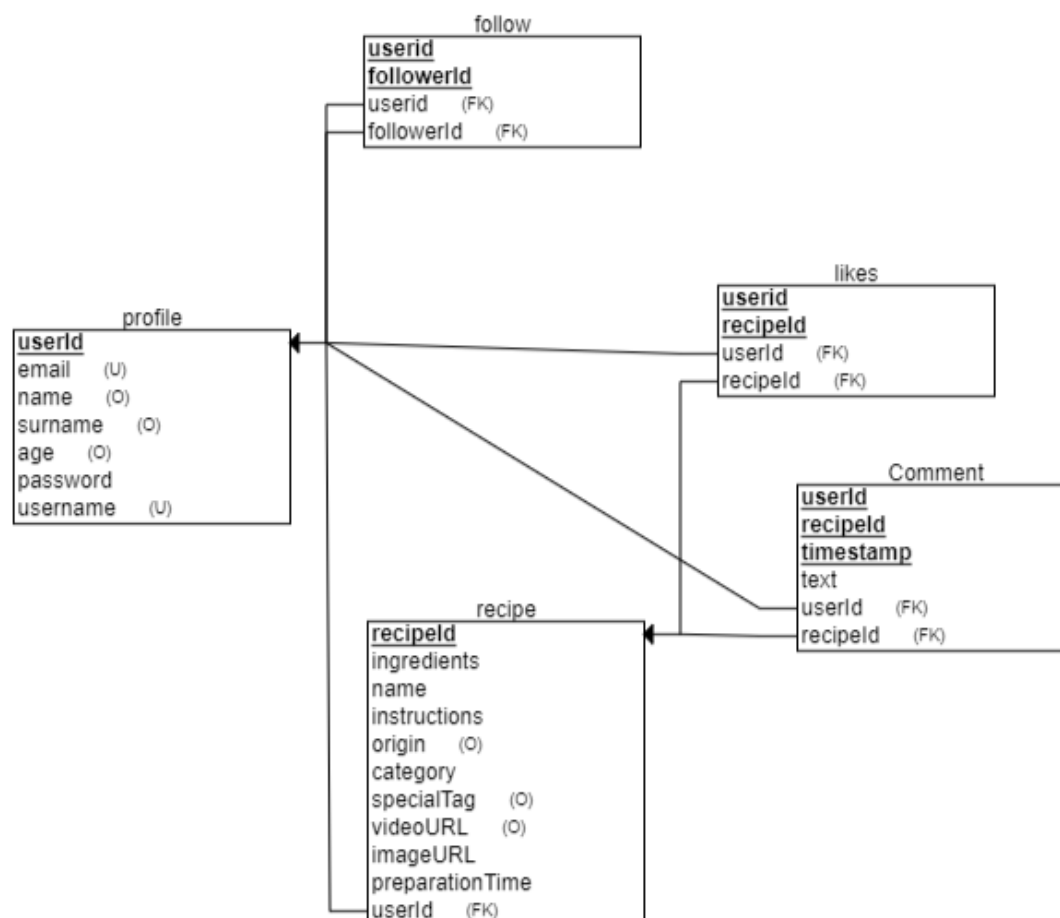 follow
userid
followerId
userid (FK)
followerId (FK)
profile
userId
email (U)
name (O)
surname (O)
age (O)
password
username (U)
likes
userid
recipeId
userId (FK)
recipeId (FK)
Comment
userId
recipeId
timestamp
text
userId (FK)
recipeId (FK)
recipe
recipeId
ingredients
name
instructions
origin (O)
category
specialTag (O)
videoURL (O)
imageURL
preparationTime
userId (FK)